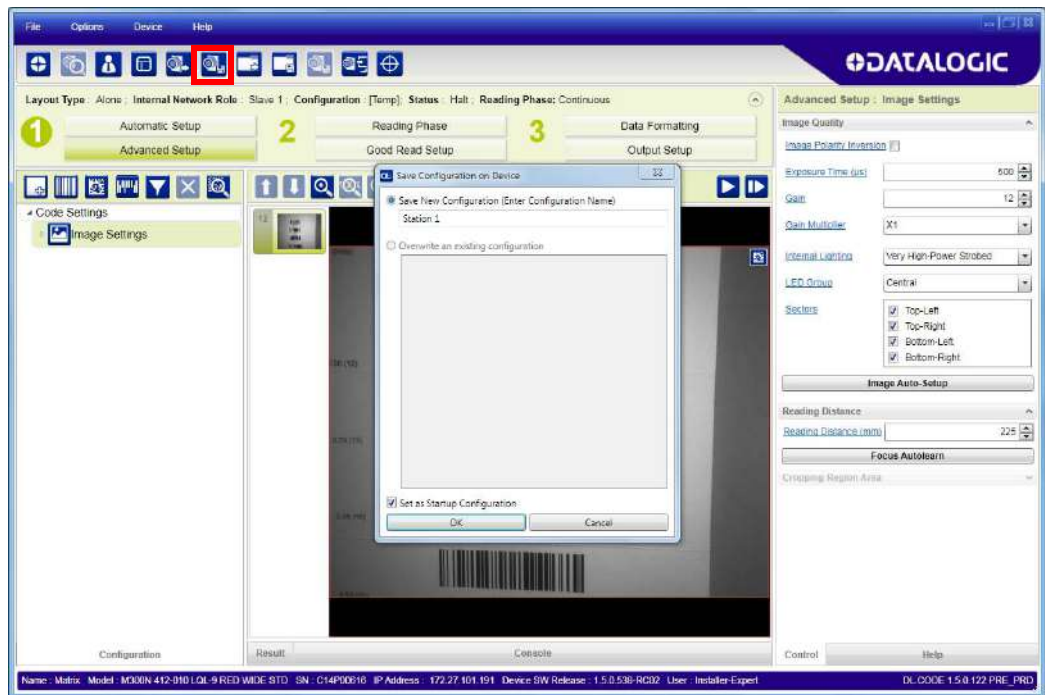 File Options Device Help
DATALOGIC
Layout Type : Alone ; Internal Network Role : Slave 1 ; Configuration : [Temp]; Status : Halt ; Reading Phase: Continuous
1 Automatic Setup
Advanced Setup
2 Reading Phase
Good Read Setup
3 Data Formatting
Output Setup
Code Settings
Image Settings
12
Save Configuration on Device
Save New Configuration (Enter Configuration Name)
Station 1
Overwrite an existing configuration
Set as Startup Configuration
OK Cancel
Advanced Setup : Image Settings
Image Quality
Image Polarity Inversion
Exposure Time (µs) 500
Gain 12
Gain Multiplier X1
Internal Lighting Very High-Power Strobed
LED Group Central
Sectors Top-Left
Top-Right
Bottom-Left
Bottom-Right
Image Auto-Setup
Reading Distance
Reading Distance (mm) 225
Focus Autolearn
Cropping Region Area
Configuration Result Console Control Help
Name : Matrix Model : M300N 412-010 LQL-9 RED WIDE STD SN : C14P00616 IP Address : 172.27.101.191 Device SW Release : 1.5.0.538-RC02 User : Installer-Expert DL.CODE 1.5.0.122 PRE_PRD